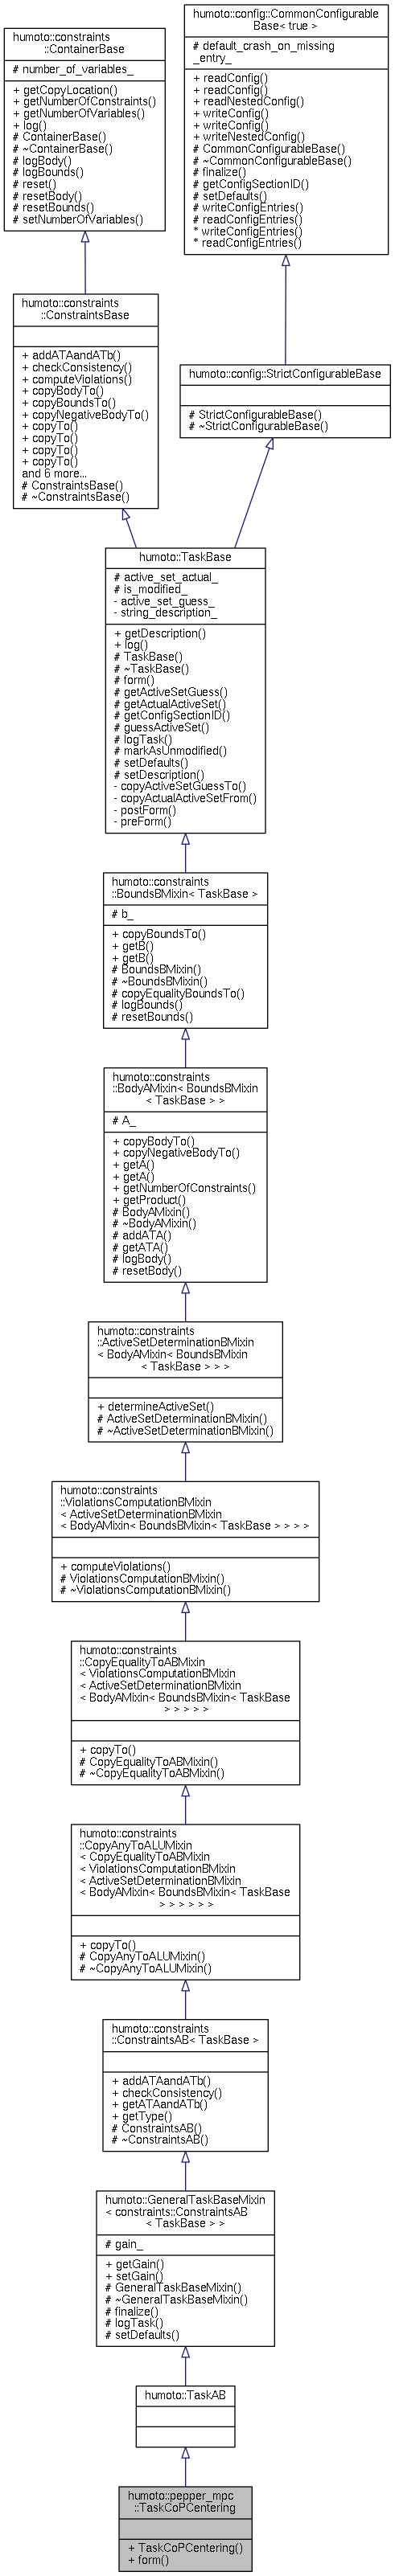 humoto::constraints
::ContainerBase
# number_of_variables_
+ getCopyLocation()
+ getNumberOfConstraints()
+ getNumberOfVariables()
+ log()
# ContainerBase()
# ~ContainerBase()
# logBody()
# logBounds()
# reset()
# resetBody()
# resetBounds()
# setNumberOfVariables()
humoto::config::CommonConfigurable
Base< true >
# default_crash_on_missing
_entry_
+ readConfig()
+ readConfig()
+ readNestedConfig()
+ writeConfig()
+ writeConfig()
+ writeNestedConfig()
# CommonConfigurableBase()
# ~CommonConfigurableBase()
# finalize()
# getConfigSectionID()
# setDefaults()
# writeConfigEntries()
# readConfigEntries()
* writeConfigEntries()
* readConfigEntries()
humoto::constraints
::ConstraintsBase
+ addATAandATb()
+ checkConsistency()
+ computeViolations()
+ copyBodyTo()
+ copyBoundsTo()
+ copyNegativeBodyTo()
+ copyTo()
+ copyTo()
+ copyTo()
+ copyTo()
and 6 more...
# ConstraintsBase()
# ~ConstraintsBase()
humoto::config::StrictConfigurableBase
# StrictConfigurableBase()
# ~StrictConfigurableBase()
humoto::TaskBase
# active_set_actual_
# is_modified_
- active_set_guess_
- string_description_
+ getDescription()
+ log()
# TaskBase()
# ~TaskBase()
# form()
# getActiveSetGuess()
# getActualActiveSet()
# getConfigSectionID()
# guessActiveSet()
# logTask()
# markAsUnmodified()
# setDefaults()
# setDescription()
- copyActiveSetGuessTo()
- copyActualActiveSetFrom()
- postForm()
- preForm()
humoto::constraints
::BoundsBMixin< TaskBase >
# b_
+ copyBoundsTo()
+ getB()
+ getB()
# BoundsBMixin()
# ~BoundsBMixin()
# copyEqualityBoundsTo()
# logBounds()
# resetBounds()
humoto::constraints
::BodyAMixin< BoundsBMixin
< TaskBase > >
# A_
+ copyBodyTo()
+ copyNegativeBodyTo()
+ getA()
+ getA()
+ getNumberOfConstraints()
+ getProduct()
# BodyAMixin()
# ~BodyAMixin()
# addATA()
# getATA()
# logBody()
# resetBody()
humoto::constraints
::ActiveSetDeterminationBMixin
< BodyAMixin< BoundsBMixin
< TaskBase > > >
+ determineActiveSet()
# ActiveSetDeterminationBMixin()
# ~ActiveSetDeterminationBMixin()
humoto::constraints
::ViolationsComputationBMixin
< ActiveSetDeterminationBMixin
< BodyAMixin< BoundsBMixin< TaskBase > > > >
+ computeViolations()
# ViolationsComputationBMixin()
# ~ViolationsComputationBMixin()
humoto::constraints
::CopyEqualityToABMixin
< ViolationsComputationBMixin
< ActiveSetDeterminationBMixin
< BodyAMixin< BoundsBMixin< TaskBase
> > > > >
+ copyTo()
# CopyEqualityToABMixin()
# ~CopyEqualityToABMixin()
humoto::constraints
::CopyAnyToALUMixin
< CopyEqualityToABMixin
< ViolationsComputationBMixin
< ActiveSetDeterminationBMixin
< BodyAMixin< BoundsBMixin< TaskBase
> > > > > >
+ copyTo()
# CopyAnyToALUMixin()
# ~CopyAnyToALUMixin()
humoto::constraints
::ConstraintsAB< TaskBase >
+ addATAandATb()
+ checkConsistency()
+ getATAandATb()
+ getType()
# ConstraintsAB()
# ~ConstraintsAB()
humoto::GeneralTaskBaseMixin
< constraints::ConstraintsAB
< TaskBase > >
# gain_
+ getGain()
+ setGain()
# GeneralTaskBaseMixin()
# ~GeneralTaskBaseMixin()
# finalize()
# logTask()
# setDefaults()
humoto::TaskAB
humoto::pepper_mpc
::TaskCoPCentering
+ TaskCoPCentering()
+ form()